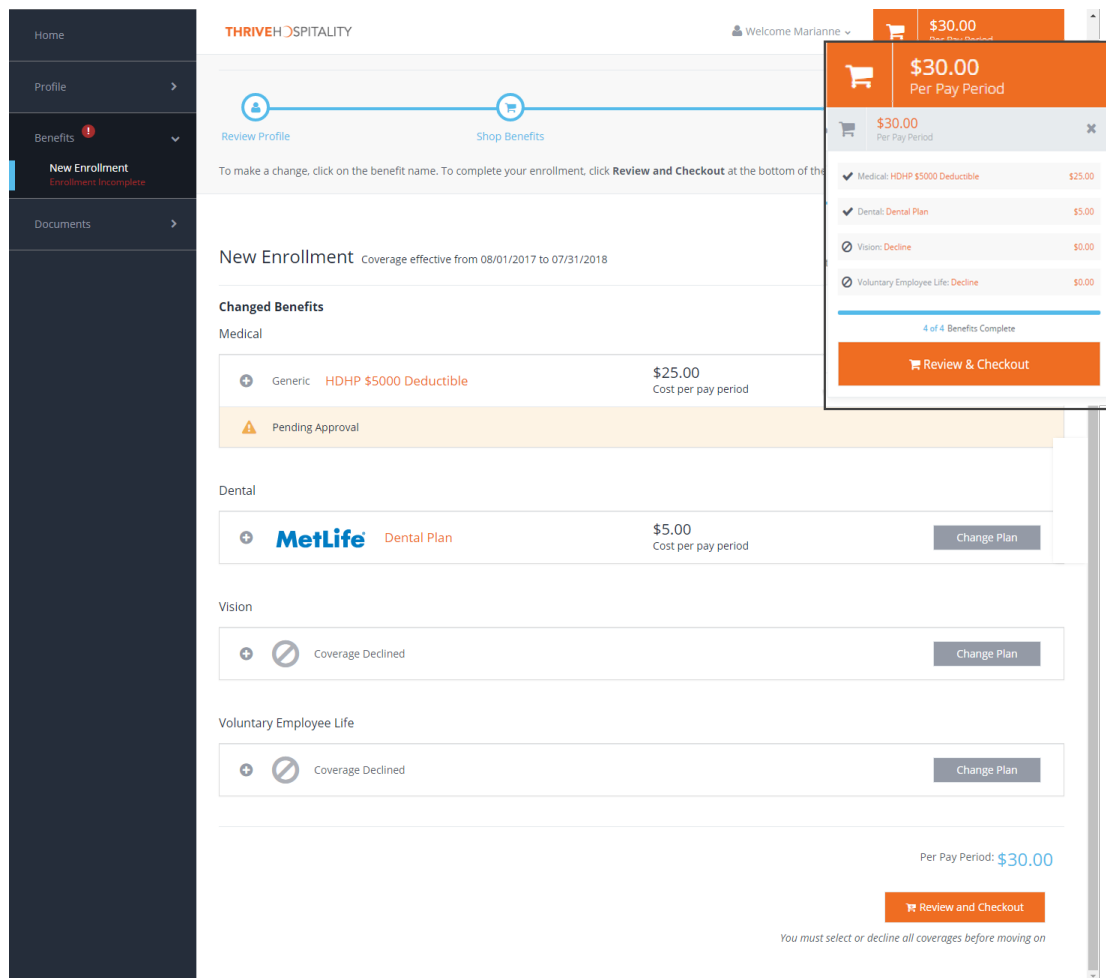 Home
Profile
Benefits !
New Enrollment
Enrollment Incomplete
Documents
THRIVEHOSPITALITY
Welcome Marianne
$30.00
Per Pay Period
$30.00
Per Pay Period
$30.00
Per Pay Period
Medical: HDHP $5000 Deductible $25.00
Dental: Dental Plan $5.00
Vision: Decline $0.00
Voluntary Employee Life: Decline $0.00
4 of 4 Benefits Complete
Review & Checkout
Review Profile
Shop Benefits
To make a change, click on the benefit name. To complete your enrollment, click Review and Checkout at the bottom of the
New Enrollment Coverage effective from 08/01/2017 to 07/31/2018
Changed Benefits
Medical
Generic HDHP $5000 Deductible $25.00
Cost per pay period
Pending Approval
Dental
MetLife Dental Plan $5.00
Cost per pay period
Change Plan
Vision
Coverage Declined Change Plan
Voluntary Employee Life
Coverage Declined Change Plan
Per Pay Period: $30.00
Review and Checkout
You must select or decline all coverages before moving on